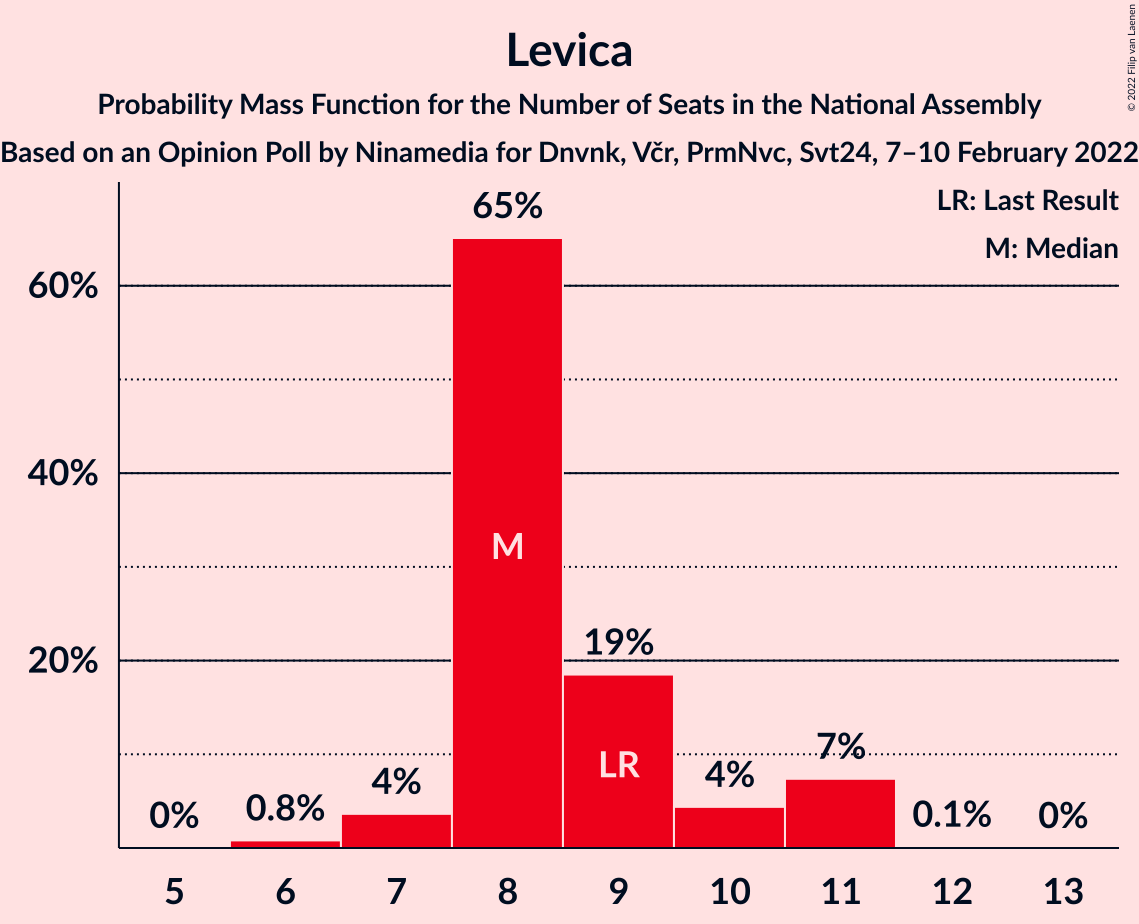 Levica
Probability Mass Function for the Number of Seats in the National Assembly
Based on an Opinion Poll by Ninamedia for Dnvnk, Včr, PrmNvc, Svt24, 7–10 February 2022
© 2022 Filip van Laenen
LR: Last Result
M: Median
60%
40%
20%
0%
0.8%
4%
65%
19%
4%
7%
0.1%
0%
M
LR
5 6 7 8 9 10 11 12 13